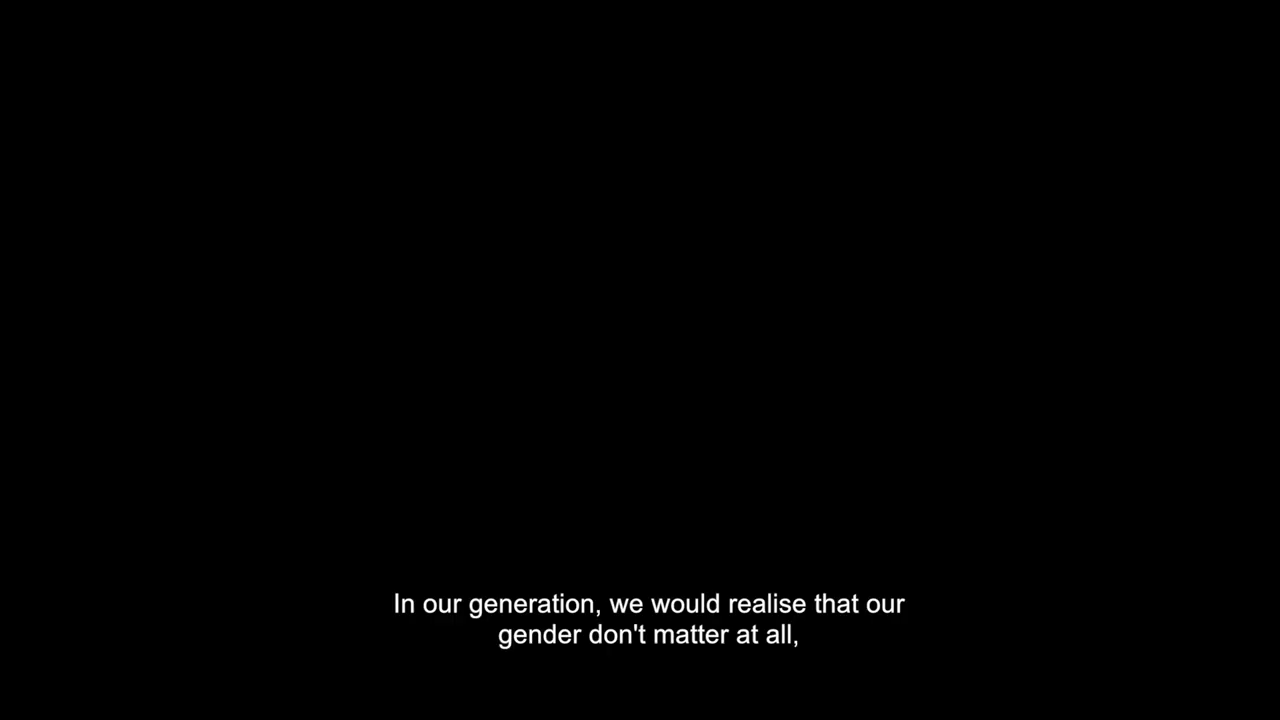 In our generation, we would realise that our
gender don't matter at all,